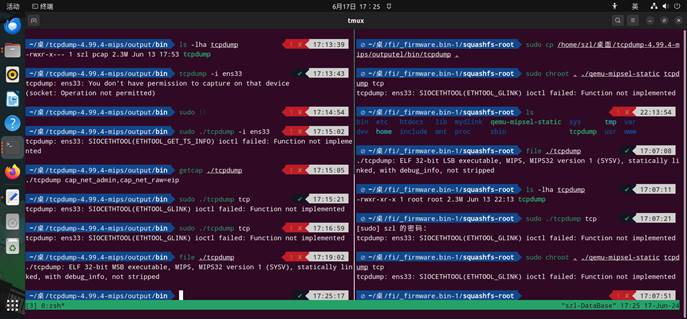 活动
终端
6月17日 17：25
英
tmux
~/桌/tcpdump-4.99.4-mips/output/bin ls -lha tcpdump
17:13:39
-rwxr-x--- 1 szl pcap 2.3W Jun 13 17:53 tcpdump
~/桌/tcpdump-4.99.4-mips/output/bin tcpdump -i ens33
17:13:43
tcpdump: ens33: You don't have permission to capture on that device
(socket: Operation not permitted)
~/桌/tcpdump-4.99.4-mips/output/bin sudo !!
17:14:54
~/桌/tcpdump-4.99.4-mips/output/bin sudo ./tcpdump -i ens33
17:15:02
tcpdump: ens33: SIOCETHTOOL(ETHTOOL_GET_TS_INFO) ioctl failed: Function not impleme
nted
~/桌/tcpdump-4.99.4-mips/output/bin getcap ./tcpdump
17:15:05
./tcpdump cap_net_admin,cap_net_raw=eip
~/桌/tcpdump-4.99.4-mips/output/bin sudo ./tcpdump tcp
17:15:21
tcpdump: ens33: SIOCETHTOOL(ETHTOOL_GLINK) ioctl failed: Function not implemented
~/桌/tcpdump-4.99.4-mips/output/bin sudo ./tcpdump tcp
17:16:59
tcpdump: ens33: SIOCETHTOOL(ETHTOOL_GLINK) ioctl failed: Function not implemented
~/桌/tcpdump-4.99.4-mips/output/bin file ./tcpdump
17:19:02
./tcpdump: ELF 32-bit MSB executable, MIPS, MIPS32 version 1 (SYSV), statically lin
ked, with debug_info, not stripped
~/桌/tcpdump-4.99.4-mips/output/bin
17:25:17
~/桌/fi/_firmware.bin-1/squashfs-root sudo cp /home/szl/桌面/tcpdump-4.99.4-m
ips/outputel/bin/tcpdump .
~/桌/fi/_firmware.bin-1/squashfs-root sudo chroot . ./qemu-mipsel-static tcpd
ump tcp
tcpdump: ens33: SIOCETHTOOL(ETHTOOL_GLINK) ioctl failed: Function not implemented
~/桌/fi/_firmware.bin-1/squashfs-root ls
22:13:54
bin etc htdocs lib mydlink qemu-mipsel-static sys tmp var
dev home include mnt proc sbin tcpdump usr www
~/桌/fi/_firmware.bin-1/squashfs-root file ./tcpdump
17:07:08
./tcpdump: ELF 32-bit LSB executable, MIPS, MIPS32 version 1 (SYSV), statically li
nked, with debug_info, not stripped
~/桌/fi/_firmware.bin-1/squashfs-root ls -lha tcpdump
17:07:11
-rwxr-xr-x 1 root root 2.3M Jun 13 22:13 tcpdump
~/桌/fi/_firmware.bin-1/squashfs-root sudo ./tcpdump tcp
17:07:21
[sudo] szl 的密码：
tcpdump: ens33: SIOCETHTOOL(ETHTOOL_GLINK) ioctl failed: Function not implemented
~/桌/fi/_firmware.bin-1/squashfs-root sudo chroot . ./qemu-mipsel-static tcpd
ump tcp
tcpdump: ens33: SIOCETHTOOL(ETHTOOL_GLINK) ioctl failed: Function not implemented
~/桌/fi/_firmware.bin-1/squashfs-root
17:07:51
[3] 0:zsh*
"szl-DataBase" 17:25 17-Jun-24